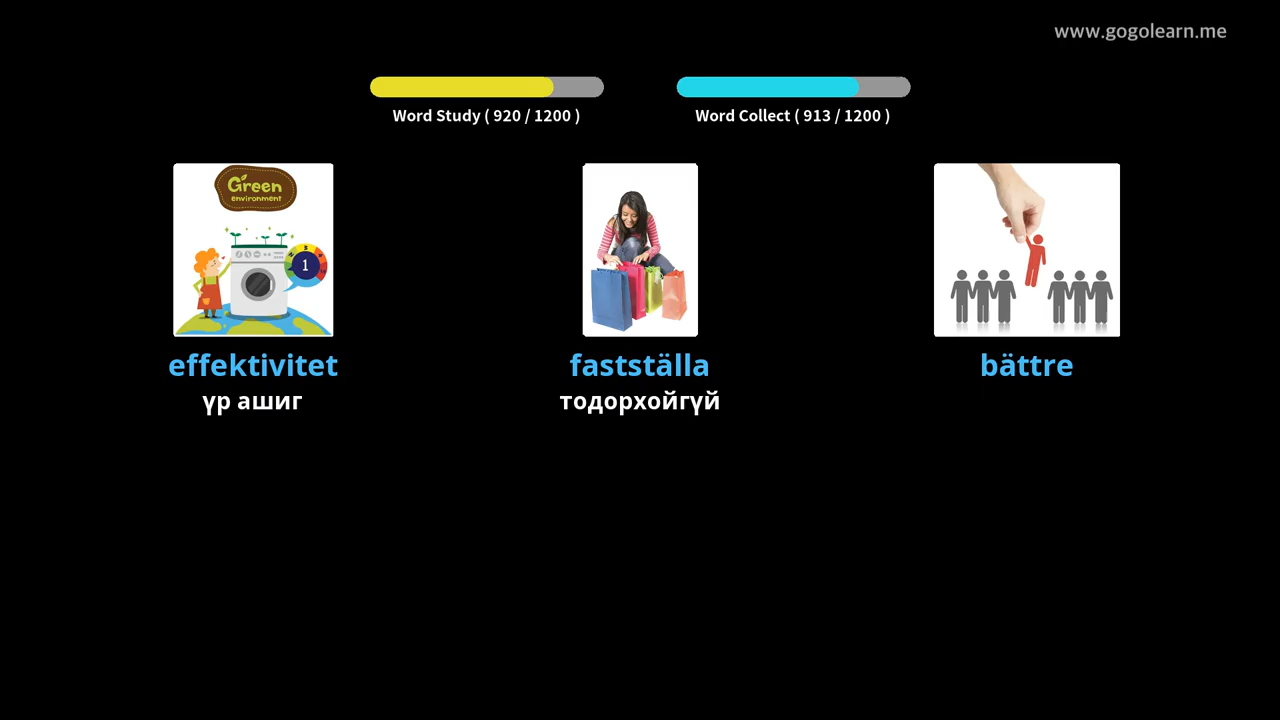 www.gogolearn.me
Word Study ( 920 / 1200 )
Word Collect ( 913 / 1200 )
Green
environment
3
1
effektivitet
fastställa
bättre
үр ашиг
тодорхойгүй